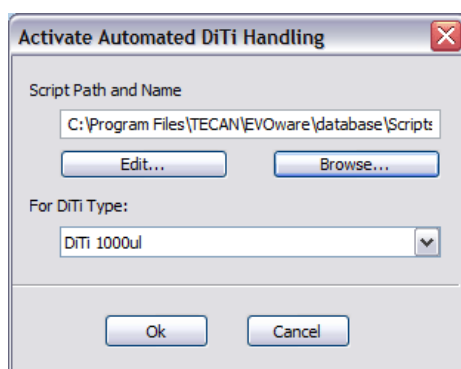 Activate Automated DiTi Handling
Script Path and Name
C:\Program Files\TECAN\EVOware\database\Scripts
Edit... Browse...
For DiTi Type:
DiTi 1000ul
Ok Cancel